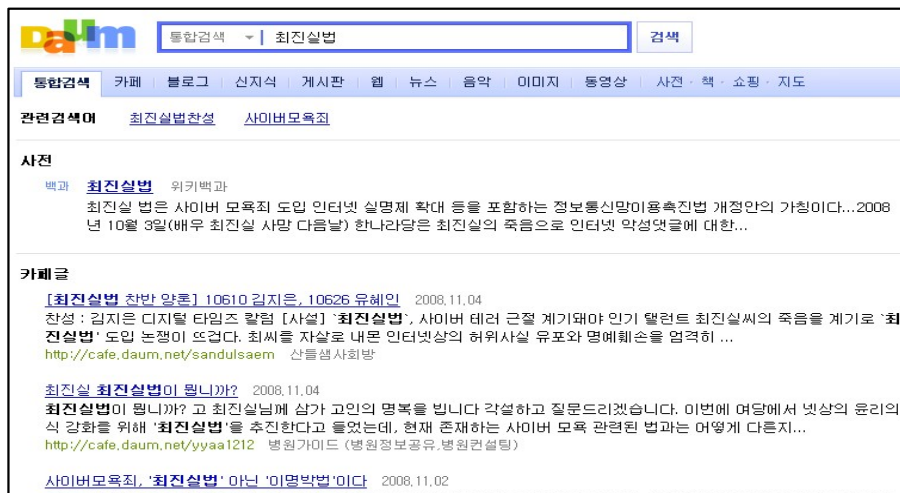 Daum 통합검색 최진실법 검색
통합검색 카페 블로그 신지식 게시판 웹 뉴스 음악 이미지 동영상 사전 · 책 · 쇼핑 · 지도
관련검색어 최진실법찬성 사이버모욕죄
사전
백과 최진실법 위키백과
최진실 법은 사이버 모욕죄 도입 인터넷 실명제 확대 등을 포함하는 정보통신망이용촉진법 개정안의 가칭이다...2008
년 10월 3일(배우 최진실 사망 다음날) 한나라당은 최진실의 죽음으로 인터넷 악성댓글에 대한...
카페글
[최진실법 찬반 양론] 10610 김지은, 10626 유혜인 2008.11.04
찬성 : 김지은 디지털 타임즈 칼럼 [사설] `최진실법`, 사이버 테러 근절 계기돼야 인기 탤런트 최진실씨의 죽음을 계기로 '최
진실법' 도입 논쟁이 뜨겁다. 최씨를 자살로 내몬 인터넷상의 허위사실 유포와 명예훼손을 엄격히 ...
http://cafe.daum.net/sandulsaem 산들샘사회방
최진실 최진실법이 뭡니까? 2008.11.04
최진실법이 뭡니까? 고 최진실님께 삼가 고인의 명복을 빕니다 각설하고 질문드리겠습니다. 이번에 여당에서 넷상의 윤리의
식 강화를 위해 '최진실법'을 추진한다고 들었는데, 현재 존재하는 사이버 모욕 관련된 법과는 어떻게 다른지...
http://cafe.daum.net/yyaa1212 병원가이드 (병원정보공유,병원컨설팅)
사이버모욕죄, '최진실법' 아닌 '이명박법'이다 2008.11.02